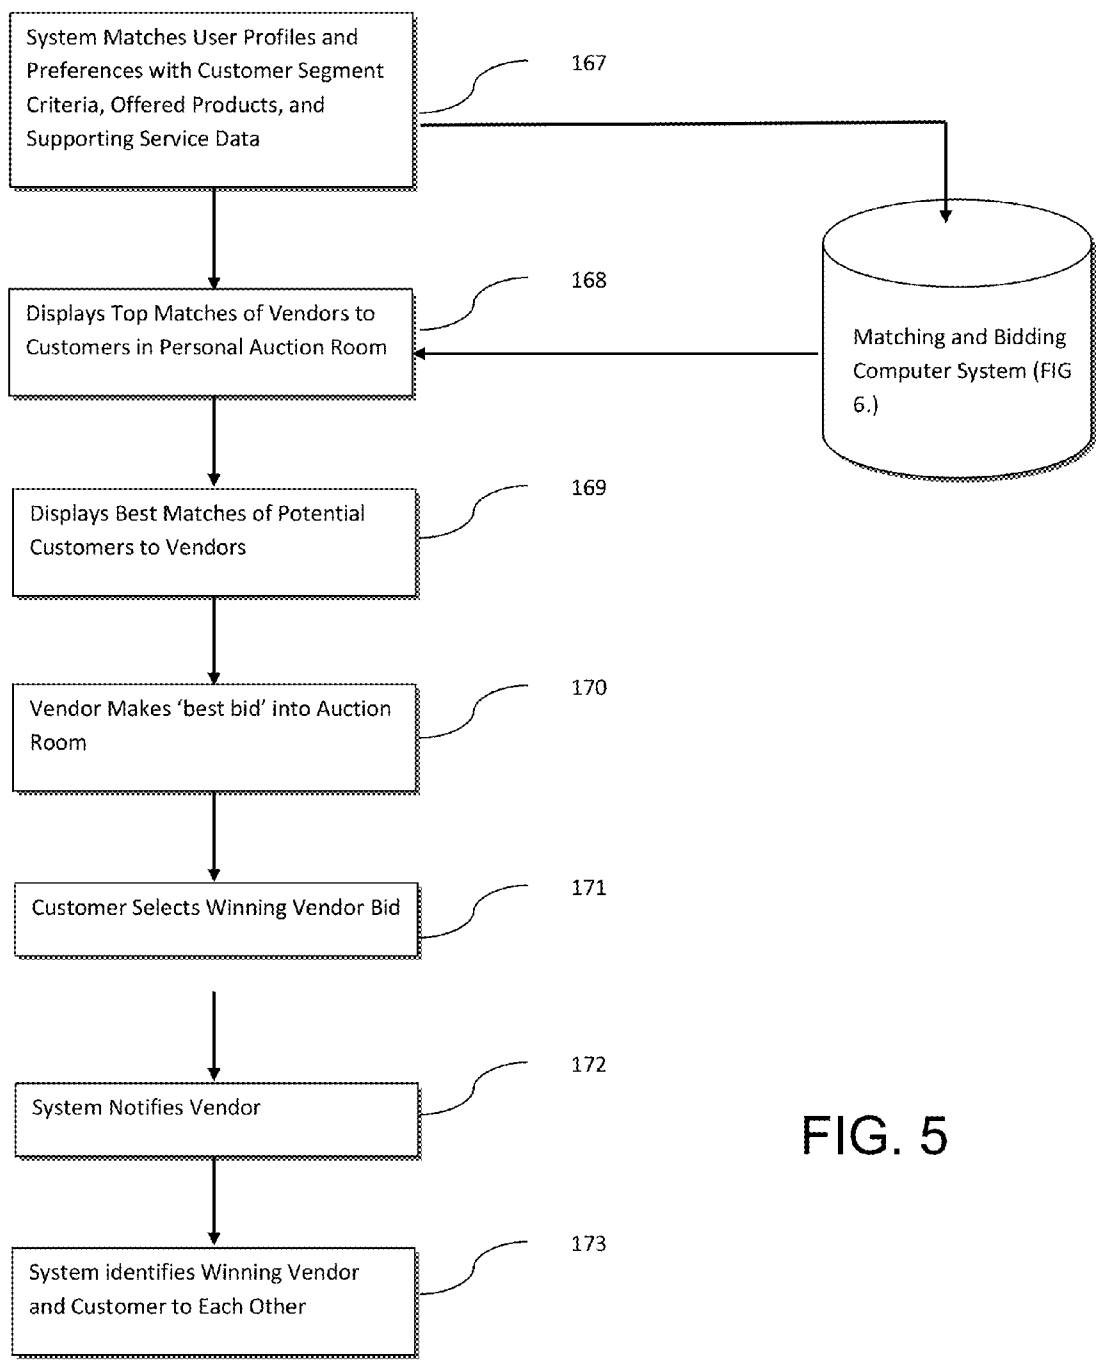 System Matches User Profiles and
Preferences with Customer Segment
Criteria, Offered Products, and
Supporting Service Data
167
Displays Top Matches of Vendors to
Customers in Personal Auction Room
168
Matching and Bidding
Computer System (FIG
6.)
Displays Best Matches of Potential
Customers to Vendors
169
Vendor Makes ‘best bid’ into Auction
Room
170
Customer Selects Winning Vendor Bid
171
System Notifies Vendor
172
System identifies Winning Vendor
and Customer to Each Other
173
FIG. 5